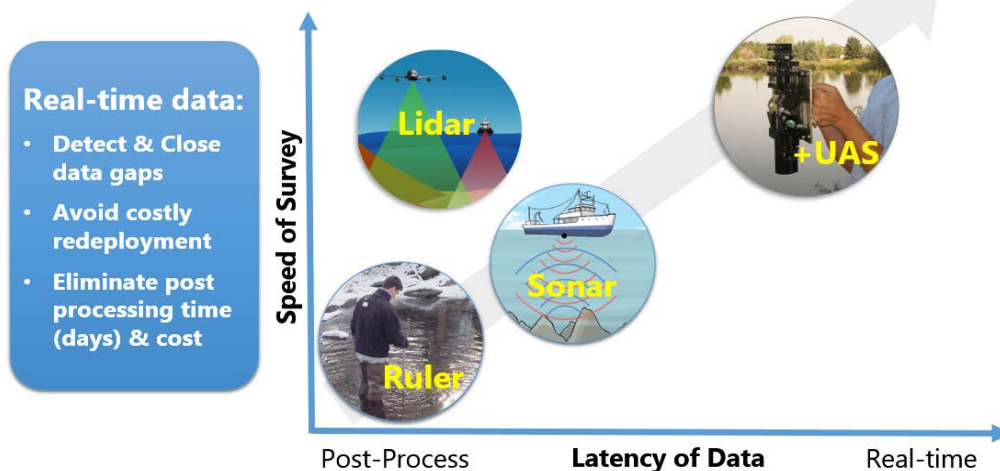 Real-time data:
• Detect & Close
data gaps
• Avoid costly
redeployment
• Eliminate post
processing time
(days) & cost
Speed of Survey
Lidar
+UAS
Sonar
Ruler
Post-Process
Latency of Data
Real-time